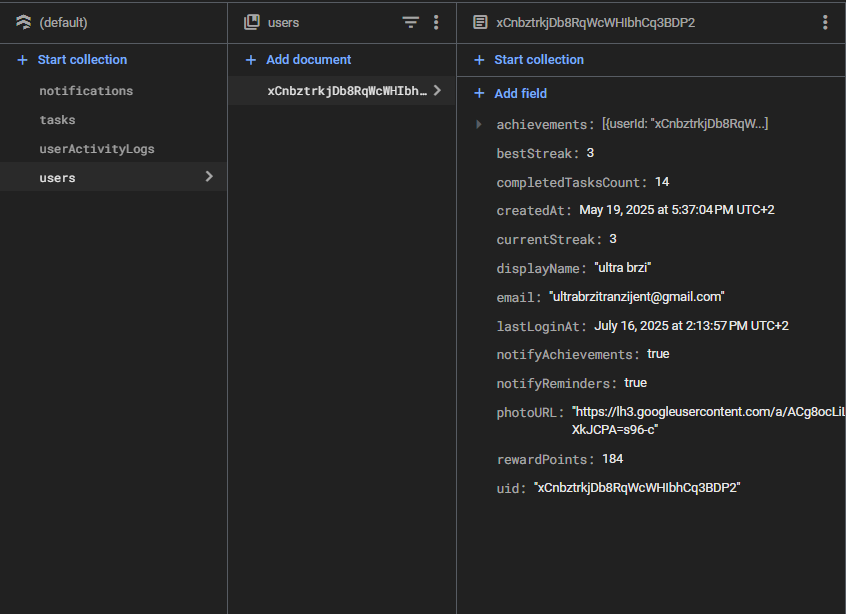 (default)
Start collection
notifications
tasks
userActivityLogs
users
users
Add document
xCnbztrkjDb8RqWcWHIbh…
xCnbztrkjDb8RqWcWHIbhCq3BDP2
Start collection
Add field
achievements: [{userId: "xCnbztrkjDb8RqW...]
bestStreak: 3
completedTasksCount: 14
createdAt: May 19, 2025 at 5:37:04 PM UTC+2
currentStreak: 3
displayName: "ultra brzi"
email: "ultrabrzitranzijent@gmail.com"
lastLoginAt: July 16, 2025 at 2:13:57 PM UTC+2
notifyAchievements: true
notifyReminders: true
photoURL: "https://lh3.googleusercontent.com/a/ACg8ocLiL
XkJCPA=s96-c"
rewardPoints: 184
uid: "xCnbztrkjDb8RqWcWHIbhCq3BDP2"